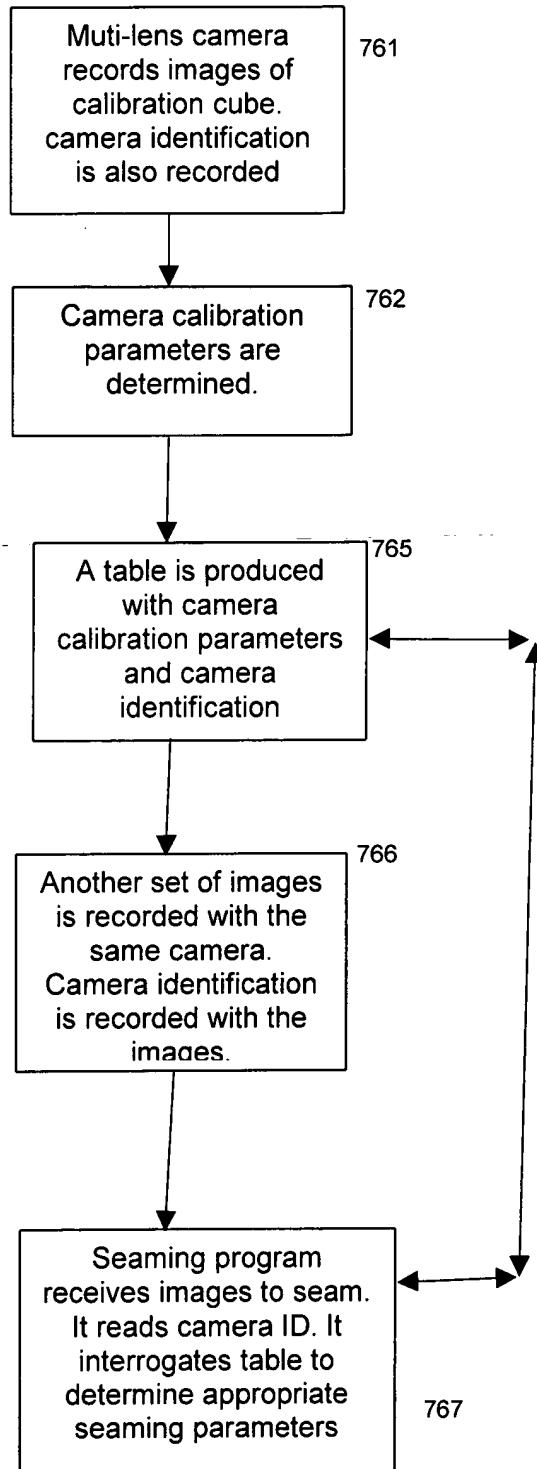 Muti-lens camera
records images of
calibration cube.
camera identification
is also recorded
761
Camera calibration
parameters are
determined.
762
A table is produced
with camera
calibration parameters
and camera
identification
765
Another set of images
is recorded with the
same camera.
Camera identification
is recorded with the
images.
766
Seaming program
receives images to seam.
It reads camera ID. It
interrogates table to
determine appropriate
seaming parameters
767